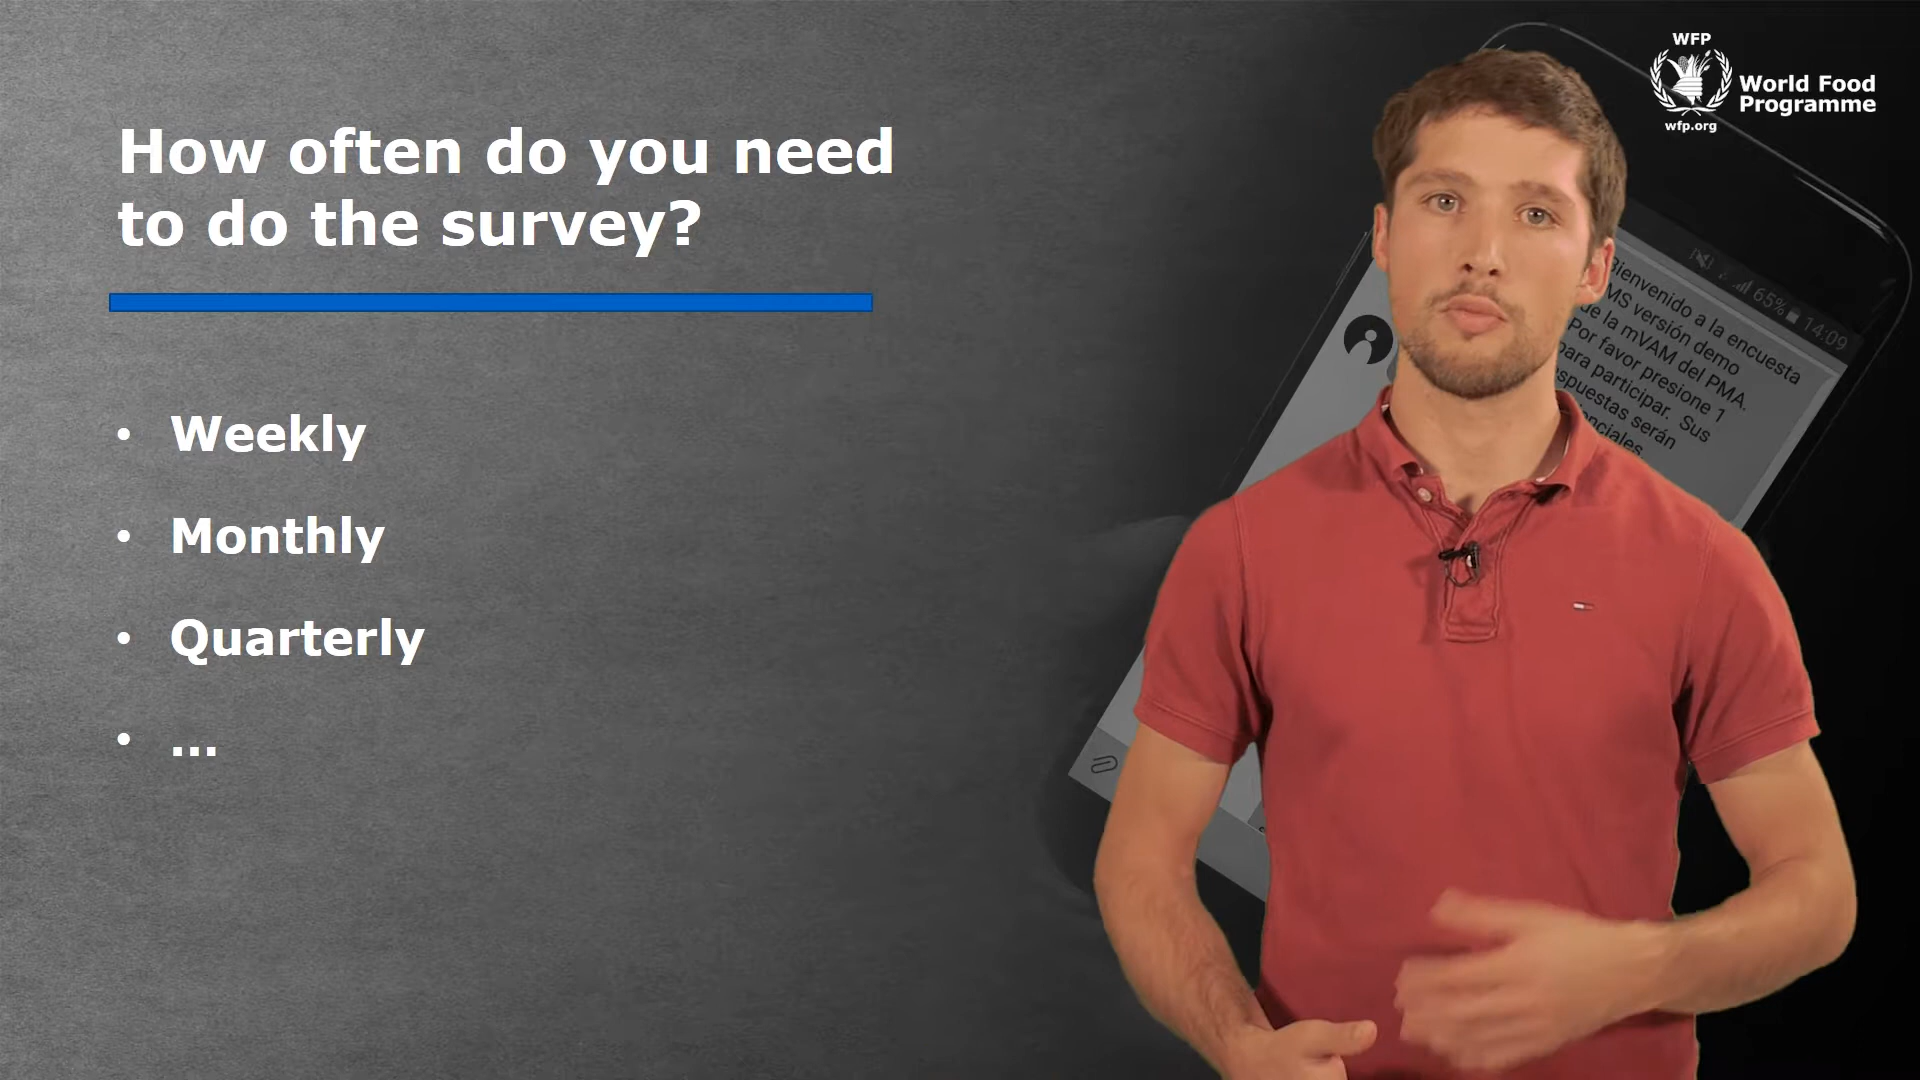 WFP
World Food
Programme
wfp.org
How often do you need
to do the survey?
• Weekly
• Monthly
• Quarterly
• ...
65% 14:09
Bienvenido a la encuesta
SMS versión demo
de la mVAM del PMA.
Por favor presione 1
para participar. Sus
spuestas serán
nciales.